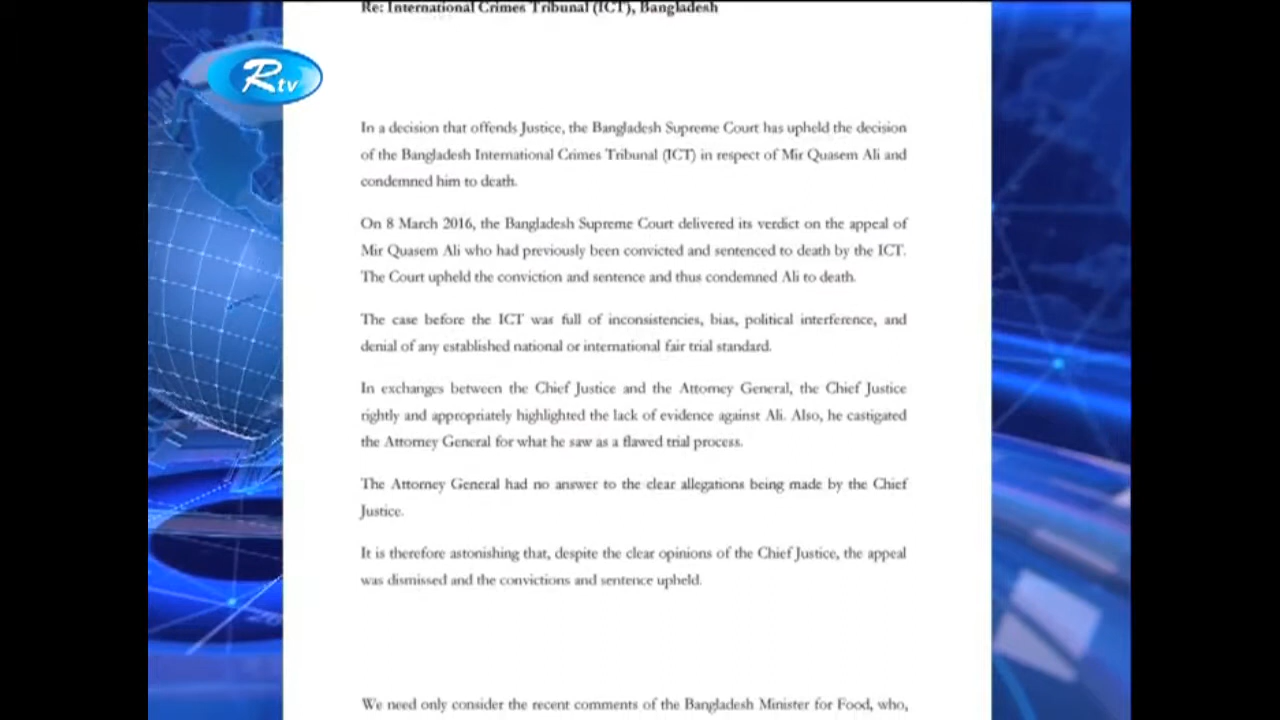 Re: International Crimes Tribunal (ICT), Bangladesh
Rtv
In a decision that offends Justice, the Bangladesh Supreme Court has upheld the decision
of the Bangladesh International Crimes Tribunal (ICT) in respect of Mir Quasem Ali and
condemned him to death.
On 8 March 2016, the Bangladesh Supreme Court delivered its verdict on the appeal of
Mir Quasem Ali who had previously been convicted and sentenced to death by the ICT.
The Court upheld the conviction and sentence and thus condemned Ali to death.
The case before the ICT was full of inconsistencies, bias, political interference, and
denial of any established national or international fair trial standard.
In exchanges between the Chief Justice and the Attorney General, the Chief Justice
rightly and appropriately highlighted the lack of evidence against Ali. Also, he castigated
the Attorney General for what he saw as a flawed trial process.
The Attorney General had no answer to the clear allegations being made by the Chief
Justice.
It is therefore astonishing that, despite the clear opinions of the Chief Justice, the appeal
was dismissed and the convictions and sentence upheld.
We need only consider the recent comments of the Bangladesh Minister for Food, who,